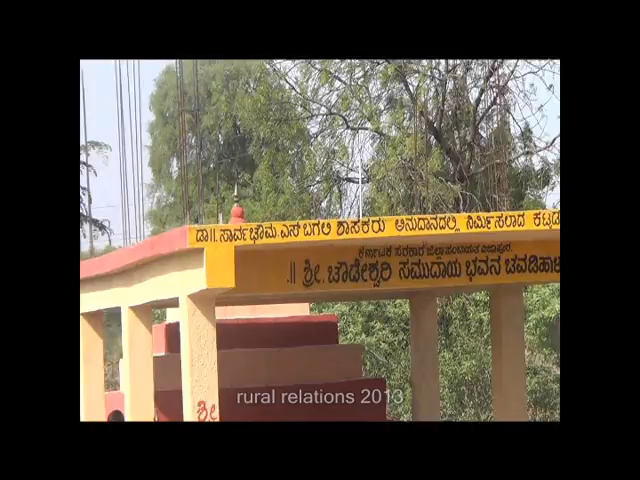 ಡಾ॥ ಸಾರ್ವಭೌಮ ಎಸ್ ಬಗಲಿ ಶಾಸಕರು ಅನುದಾನದಲ್ಲಿ ನಿರ್ಮಿಸಲಾದ ಕಟ್ಟಡ
ಕರ್ನಾಟಕ ಸರಕಾರ ಜಿಲ್ಲಾ ಪಂಚಾಯತ ವಿಜಾಪೂರ.
.॥ ಶ್ರೀ. ಚೌಡೇಶ್ವರಿ ಸಮುದಾಯ ಭವನ ಚವಡಿಹಾಳ
ಶ್ರೀ
rural relations 2013